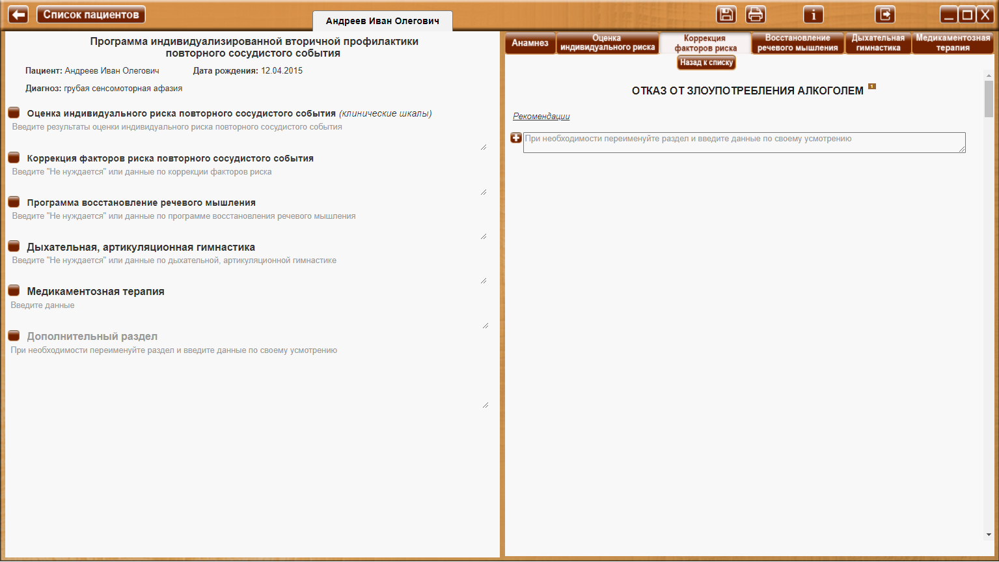 Список пациентов
Андреев Иван Олегович
i
X
Программа индивидуализированной вторичной профилактики
повторного сосудистого события
Пациент: Андреев Иван Олегович Дата рождения: 12.04.2015
Диагноз: грубая сенсомоторная афазия
Оценка индивидуального риска повторного сосудистого события (клинические шкалы)
Введите результаты оценки индивидуального риска повторного сосудистого события
Коррекция факторов риска повторного сосудистого события
Введите "Не нуждается" или данные по коррекции факторов риска
Программа восстановление речевого мышления
Введите "Не нуждается" или данные по программе восстановления речевого мышления
Дыхательная, артикуляционная гимнастика
Введите "Не нуждается" или данные по дыхательной, артикуляционной гимнастике
Медикаментозная терапия
Введите данные
Дополнительный раздел
При необходимости переименуйте раздел и введите данные по своему усмотрению
Анамнез
Оценка
индивидуального риска
Коррекция
факторов риска
Восстановление
речевого мышления
Дыхательная
гимнастика
Медикаментозная
терапия
Назад к списку
ОТКАЗ ОТ ЗЛОУПОТРЕБЛЕНИЯ АЛКОГОЛЕМ 1
Рекомендации
При необходимости переименуйте раздел и введите данные по своему усмотрению